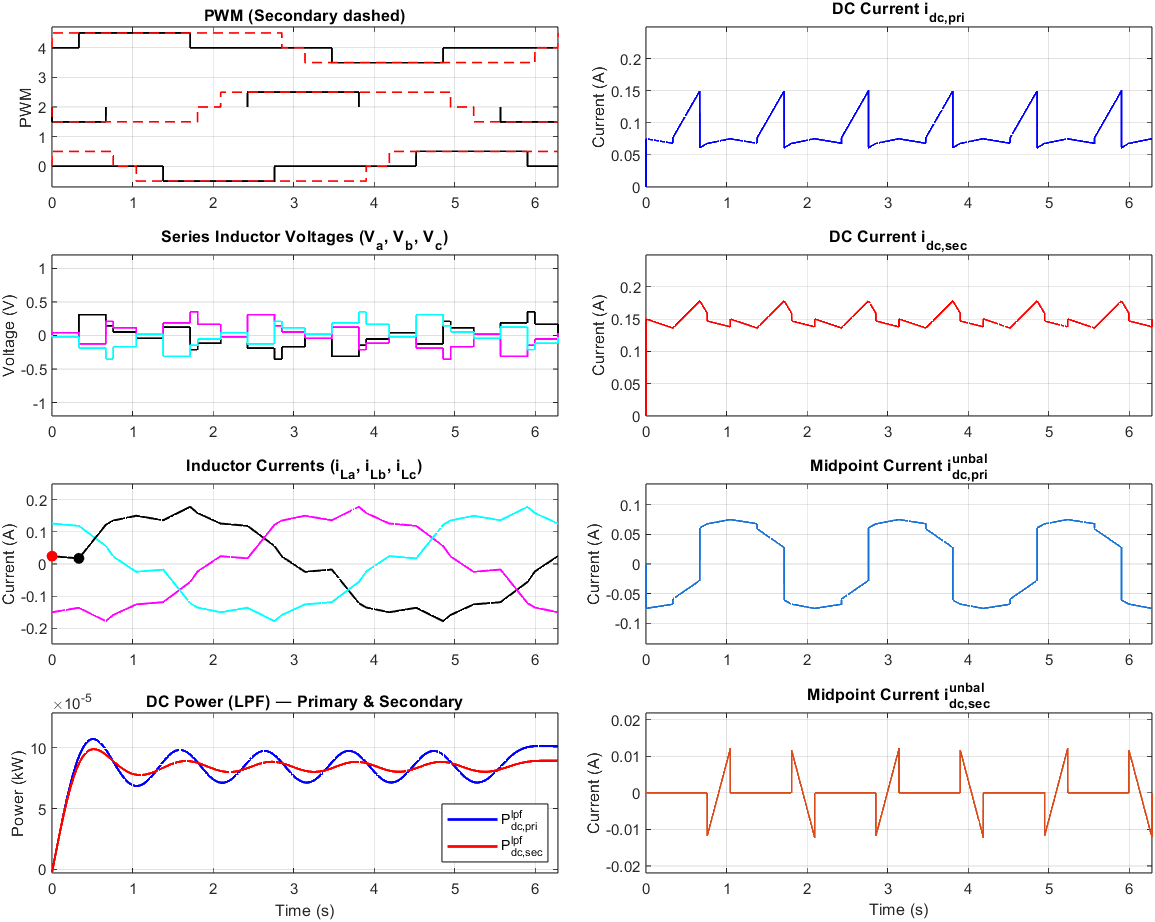 PWM (Secondary dashed)
PWM
4
3
2
1
0
0 1 2 3 4 5 6
DC Current i_dc,pri
Current (A)
0.2
0.15
0.1
0.05
0
0 1 2 3 4 5 6
Series Inductor Voltages (V_a, V_b, V_c)
Voltage (V)
1
0.5
0
-0.5
-1
0 1 2 3 4 5 6
DC Current i_dc,sec
Current (A)
0.2
0.15
0.1
0.05
0
0 1 2 3 4 5 6
Inductor Currents (i_La, i_Lb, i_Lc)
Current (A)
0.2
0.1
0
-0.1
-0.2
0 1 2 3 4 5 6
Midpoint Current i^unbal_dc,pri
Current (A)
0.1
0.05
0
-0.05
-0.1
0 1 2 3 4 5 6
DC Power (LPF) — Primary & Secondary
×10^-5
Power (kW)
10
5
0
P^lpf_dc,pri
P^lpf_dc,sec
0 1 2 3 4 5 6
Time (s)
Midpoint Current i^unbal_dc,sec
Current (A)
0.02
0.01
0
-0.01
-0.02
0 1 2 3 4 5 6
Time (s)